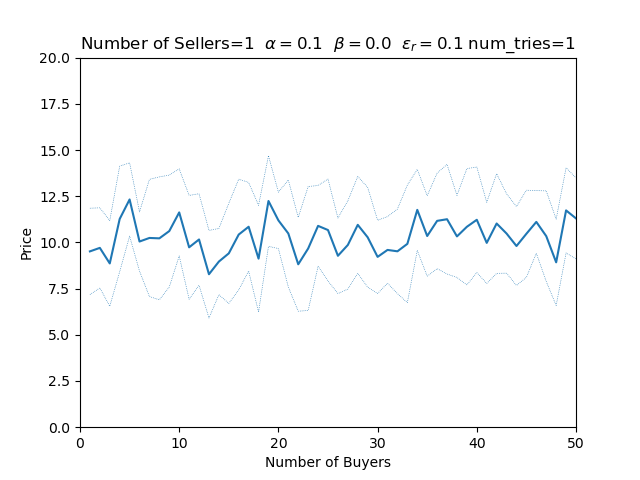 Number of Sellers=1 α = 0.1 β = 0.0 ε_r = 0.1 num_tries=1
20.0
17.5
15.0
12.5
10.0
7.5
5.0
2.5
0.0
Price
0 10 20 30 40 50
Number of Buyers